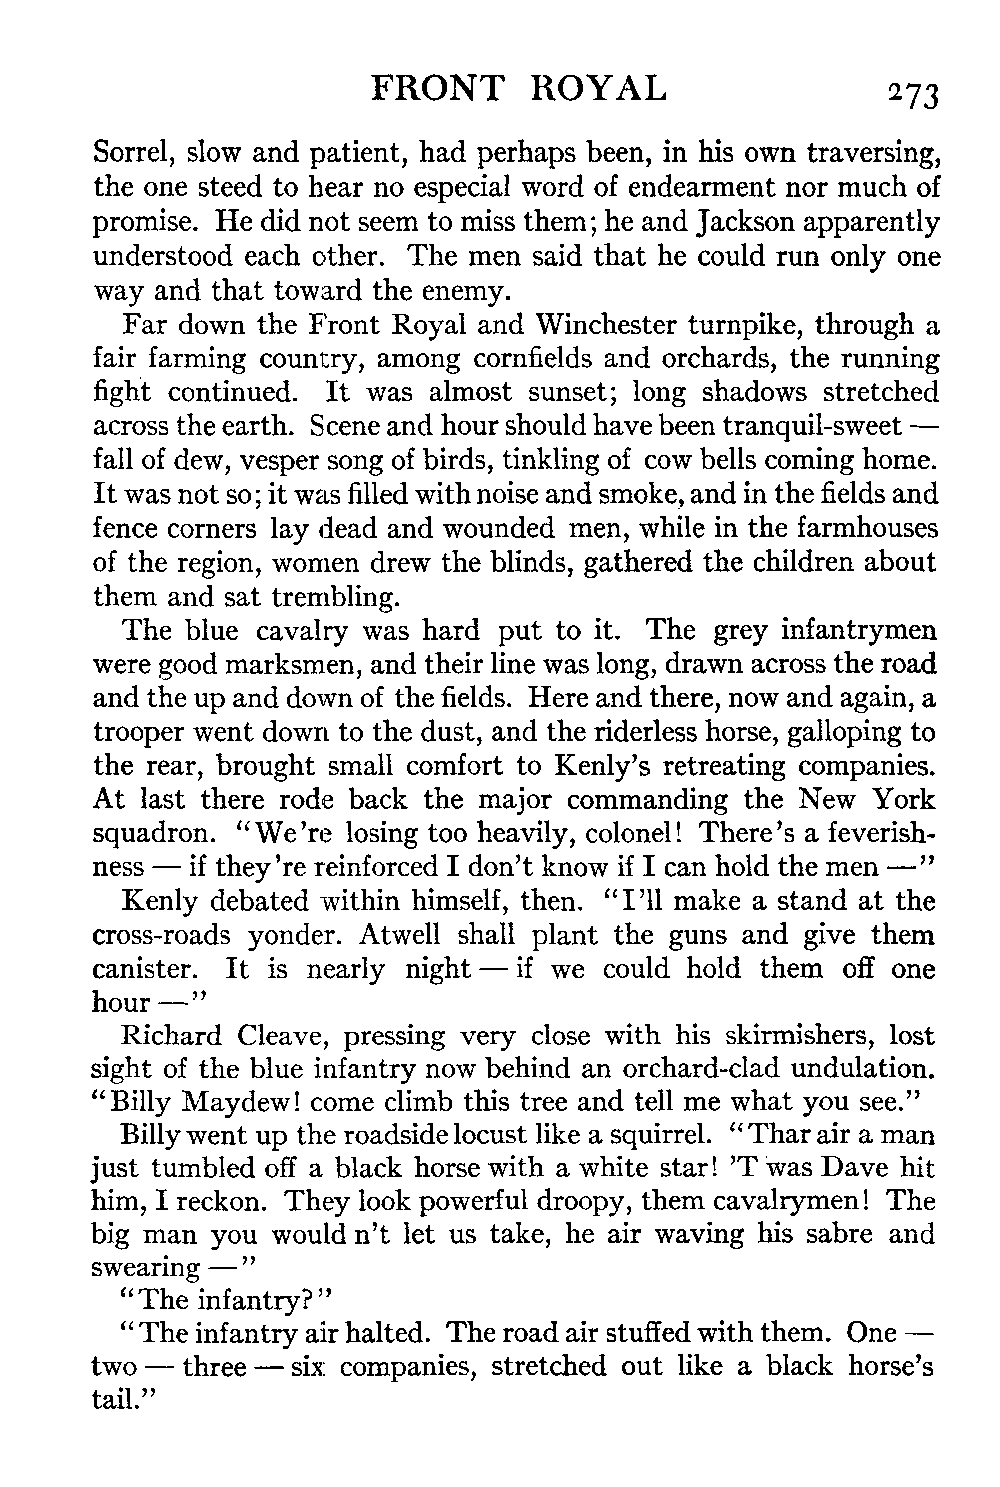 FRONT ROYAL 273
Sorrel, slow and patient, had perhaps been, in his own traversing,
the one steed to hear no especial word of endearment nor much of
promise. He did not seem to miss them; he and Jackson apparently
understood each other. The men said that he could run only one
way and that toward the enemy.
Far down the Front Royal and Winchester turnpike, through a
fair farming country, among cornfields and orchards, the running
fight continued. It was almost sunset; long shadows stretched
across the earth. Scene and hour should have been tranquil-sweet —
fall of dew, vesper song of birds, tinkling of cow bells coming home.
It was not so; it was filled with noise and smoke, and in the fields and
fence corners lay dead and wounded men, while in the farmhouses
of the region, women drew the blinds, gathered the children about
them and sat trembling.
The blue cavalry was hard put to it. The grey infantrymen
were good marksmen, and their line was long, drawn across the road
and the up and down of the fields. Here and there, now and again, a
trooper went down to the dust, and the riderless horse, galloping to
the rear, brought small comfort to Kenly's retreating companies.
At last there rode back the major commanding the New York
squadron. "We're losing too heavily, colonel! There's a feverish-
ness — if they're reinforced I don't know if I can hold the men —"
Kenly debated within himself, then. "I'll make a stand at the
cross-roads yonder. Atwell shall plant the guns and give them
canister. It is nearly night — if we could hold them off one
hour —"
Richard Cleave, pressing very close with his skirmishers, lost
sight of the blue infantry now behind an orchard-clad undulation.
"Billy Maydew! come climb this tree and tell me what you see."
Billy went up the roadside locust like a squirrel. "Thar air a man
just tumbled off a black horse with a white star! 'T was Dave hit
him, I reckon. They look powerful droopy, them cavalrymen! The
big man you would n't let us take, he air waving his sabre and
swearing —"
"The infantry?"
"The infantry air halted. The road air stuffed with them. One —
two — three — six companies, stretched out like a black horse's
tail."